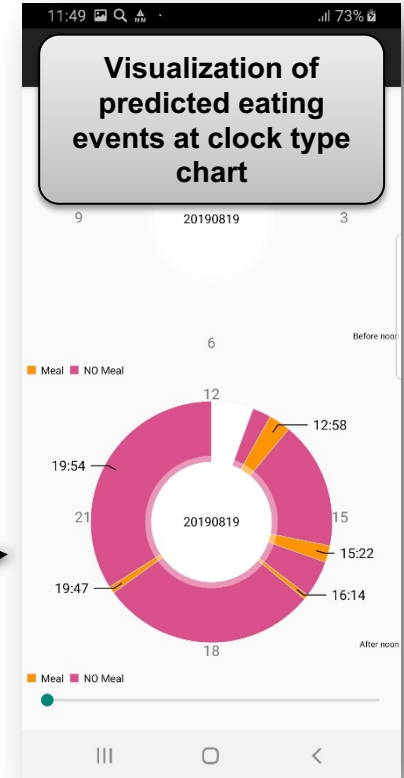 11:49
73%
Visualization of
predicted eating
events at clock type
chart
9 20190819 3
6
Before noon
Meal NO Meal
12
12:58
19:54
21 20190819 15
15:22
19:47
16:14
18
After noon
Meal NO Meal